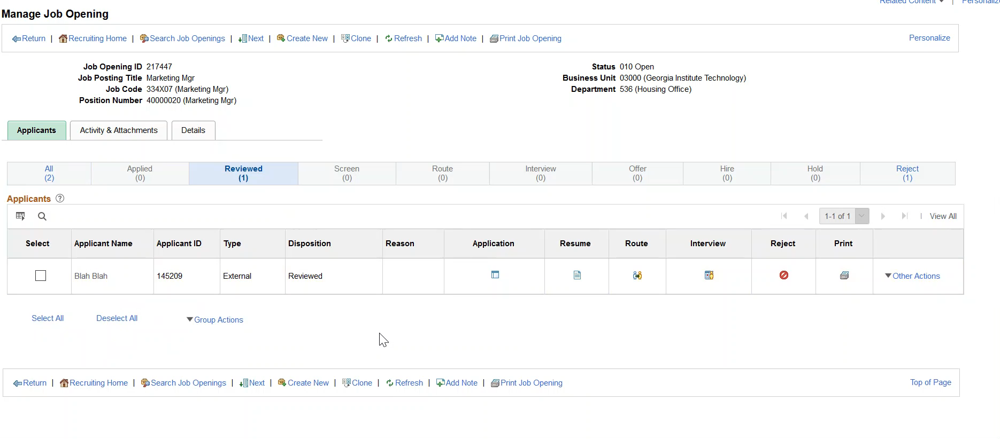 Related Content | Personalize
Manage Job Opening
Return | Recruiting Home | Search Job Openings | Next | Create New | Clone | Refresh | Add Note | Print Job Opening Personalize
Job Opening ID 217447 Status 010 Open
Job Posting Title Marketing Mgr Business Unit 03000 (Georgia Institute Technology)
Job Code 334X07 (Marketing Mgr) Department 536 (Housing Office)
Position Number 40000020 (Marketing Mgr)
Applicants Activity & Attachments Details
All Applied Reviewed Screen Route Interview Offer Hire Hold Reject
(2) (0) (1) (0) (0) (0) (0) (0) (0) (1)
Applicants ?
1-1 of 1 | View All
Select Applicant Name Applicant ID Type Disposition Reason Application Resume Route Interview Reject Print
Blah Blah 145209 External Reviewed Other Actions
Select All Deselect All Group Actions
Return | Recruiting Home | Search Job Openings | Next | Create New | Clone | Refresh | Add Note | Print Job Opening Top of Page